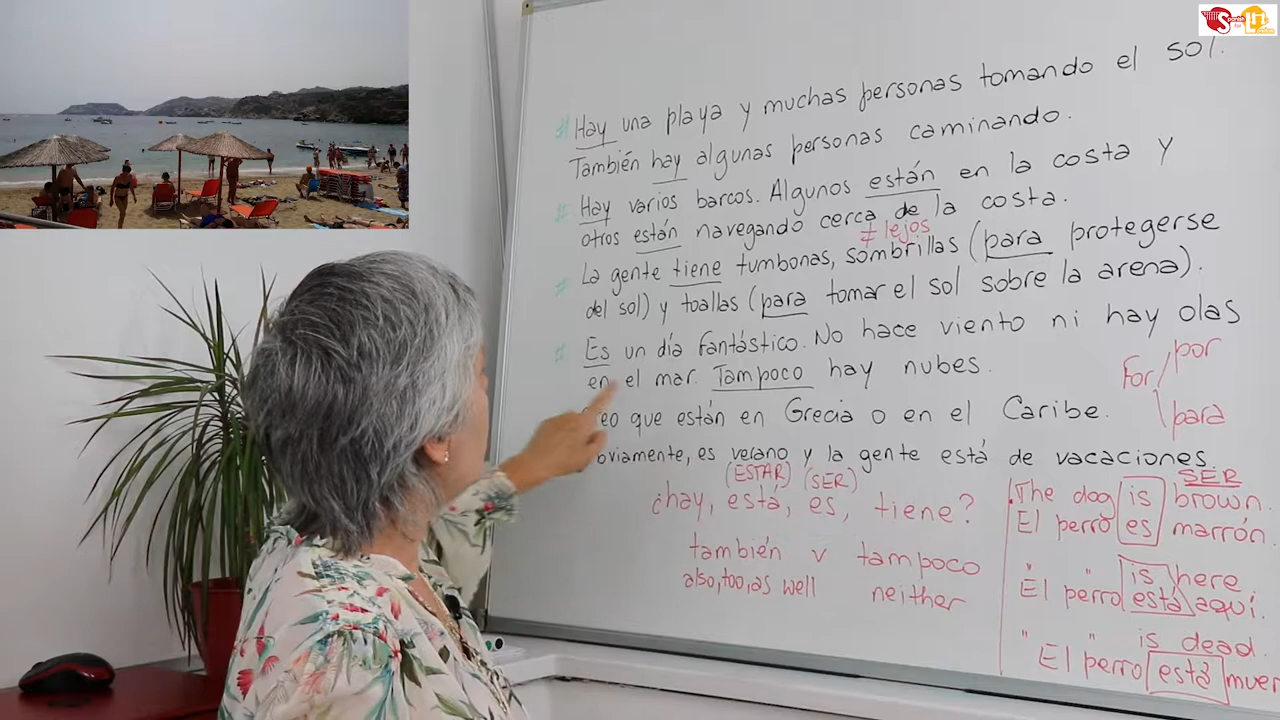 # Hay una playa y muchas personas tomando el sol.
También hay algunas personas caminando.
# Hay varios barcos. Algunos están en la costa y
otros están navegando cerca de la costa.
≠ lejos
# La gente tiene tumbonas, sombrillas (para protegerse
del sol) y toallas (para tomar el sol sobre la arena).
# Es un día fantástico. No hace viento ni hay olas
en el mar. Tampoco hay nubes.
eo que están en Grecia o en el Caribe.
bviamente, es verano y la gente está de vacaciones.
For / por
\ para
(ESTAR) (SER)
¿hay, está, es, tiene?
también v tampoco
also, too, as well neither
SER
The dog is brown.
El perro es marrón.
" " is here
El perro está aquí.
" " is dead.
El perro está muer